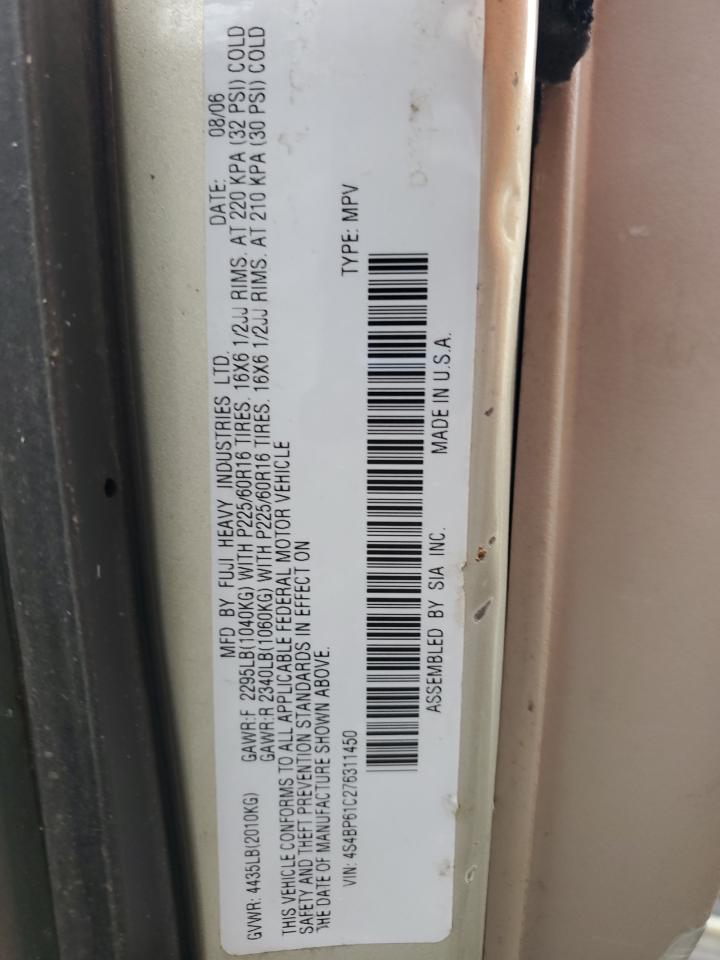 MFD BY FUJI HEAVY INDUSTRIES LTD. DATE: 08/06
GVWR: 4435LB(2010KG) GAWR:F 2295LB(1040KG) WITH P225/60R16 TIRES. 16X6 1/2JJ RIMS. AT 220 KPA (32 PSI) COLD
GAWR:R 2340LB(1060KG) WITH P225/60R16 TIRES. 16X6 1/2JJ RIMS. AT 210 KPA (30 PSI) COLD
THIS VEHICLE CONFORMS TO ALL APPLICABLE FEDERAL MOTOR VEHICLE
SAFETY AND THEFT PREVENTION STANDARDS IN EFFECT ON
THE DATE OF MANUFACTURE SHOWN ABOVE.
VIN: 4S4BP61C276311450 TYPE: MPV
ASSEMBLED BY SIA INC. MADE IN U.S.A.